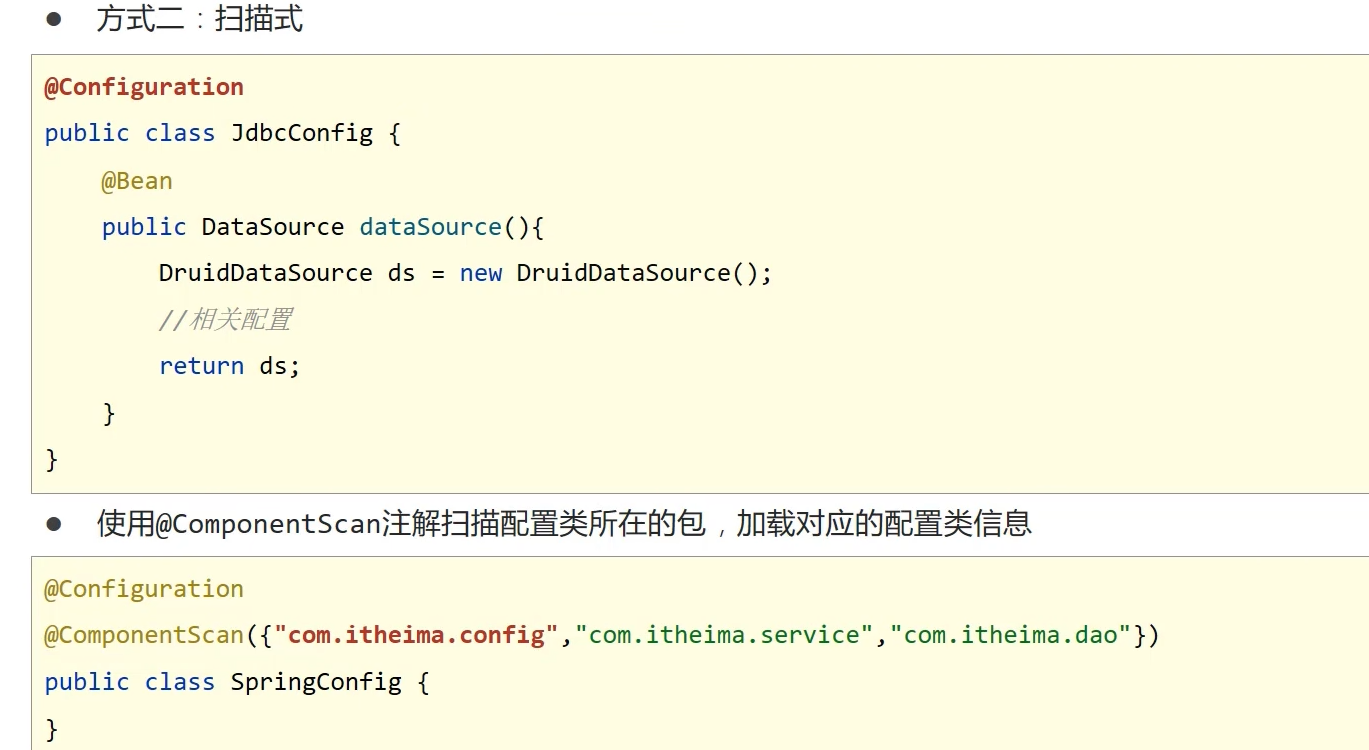 ● 方式二：扫描式
@Configuration
public class JdbcConfig {
    @Bean
    public DataSource dataSource(){
        DruidDataSource ds = new DruidDataSource();
        //相关配置
        return ds;
    }
}
● 使用@ComponentScan注解扫描配置类所在的包，加载对应的配置类信息
@Configuration
@ComponentScan({"com.itheima.config","com.itheima.service","com.itheima.dao"})
public class SpringConfig {
}